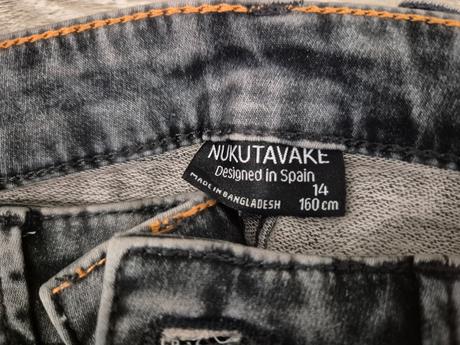 NUKUTAVAKE
Designed in Spain
14
MADE IN BANGLADESH 160 cm